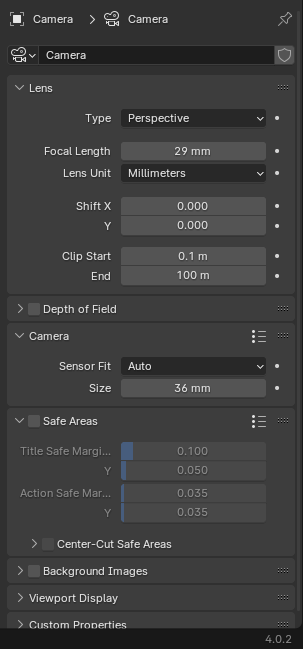 Camera > Camera
Camera
Lens
Type Perspective
Focal Length 29 mm
Lens Unit Millimeters
Shift X 0.000
Y 0.000
Clip Start 0.1 m
End 100 m
Depth of Field
Camera
Sensor Fit Auto
Size 36 mm
Safe Areas
Title Safe Margi... 0.100
Y 0.050
Action Safe Mar... 0.035
Y 0.035
Center-Cut Safe Areas
Background Images
Viewport Display
Custom Properties
4.0.2